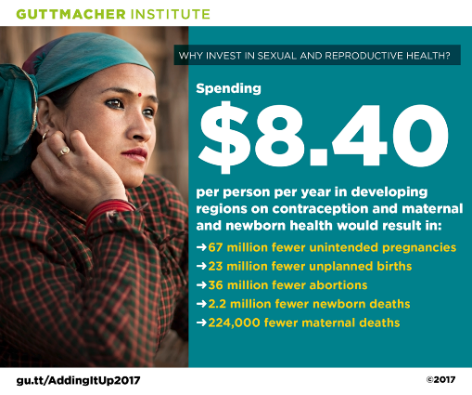 GUTTMACHER INSTITUTE
WHY INVEST IN SEXUAL AND REPRODUCTIVE HEALTH?
Spending
$8.40
per person per year in developing
regions on contraception and maternal
and newborn health would result in:
→67 million fewer unintended pregnancies
→23 million fewer unplanned births
→36 million fewer abortions
→2.2 million fewer newborn deaths
→224,000 fewer maternal deaths
gu.tt/AddingItUp2017
©2017